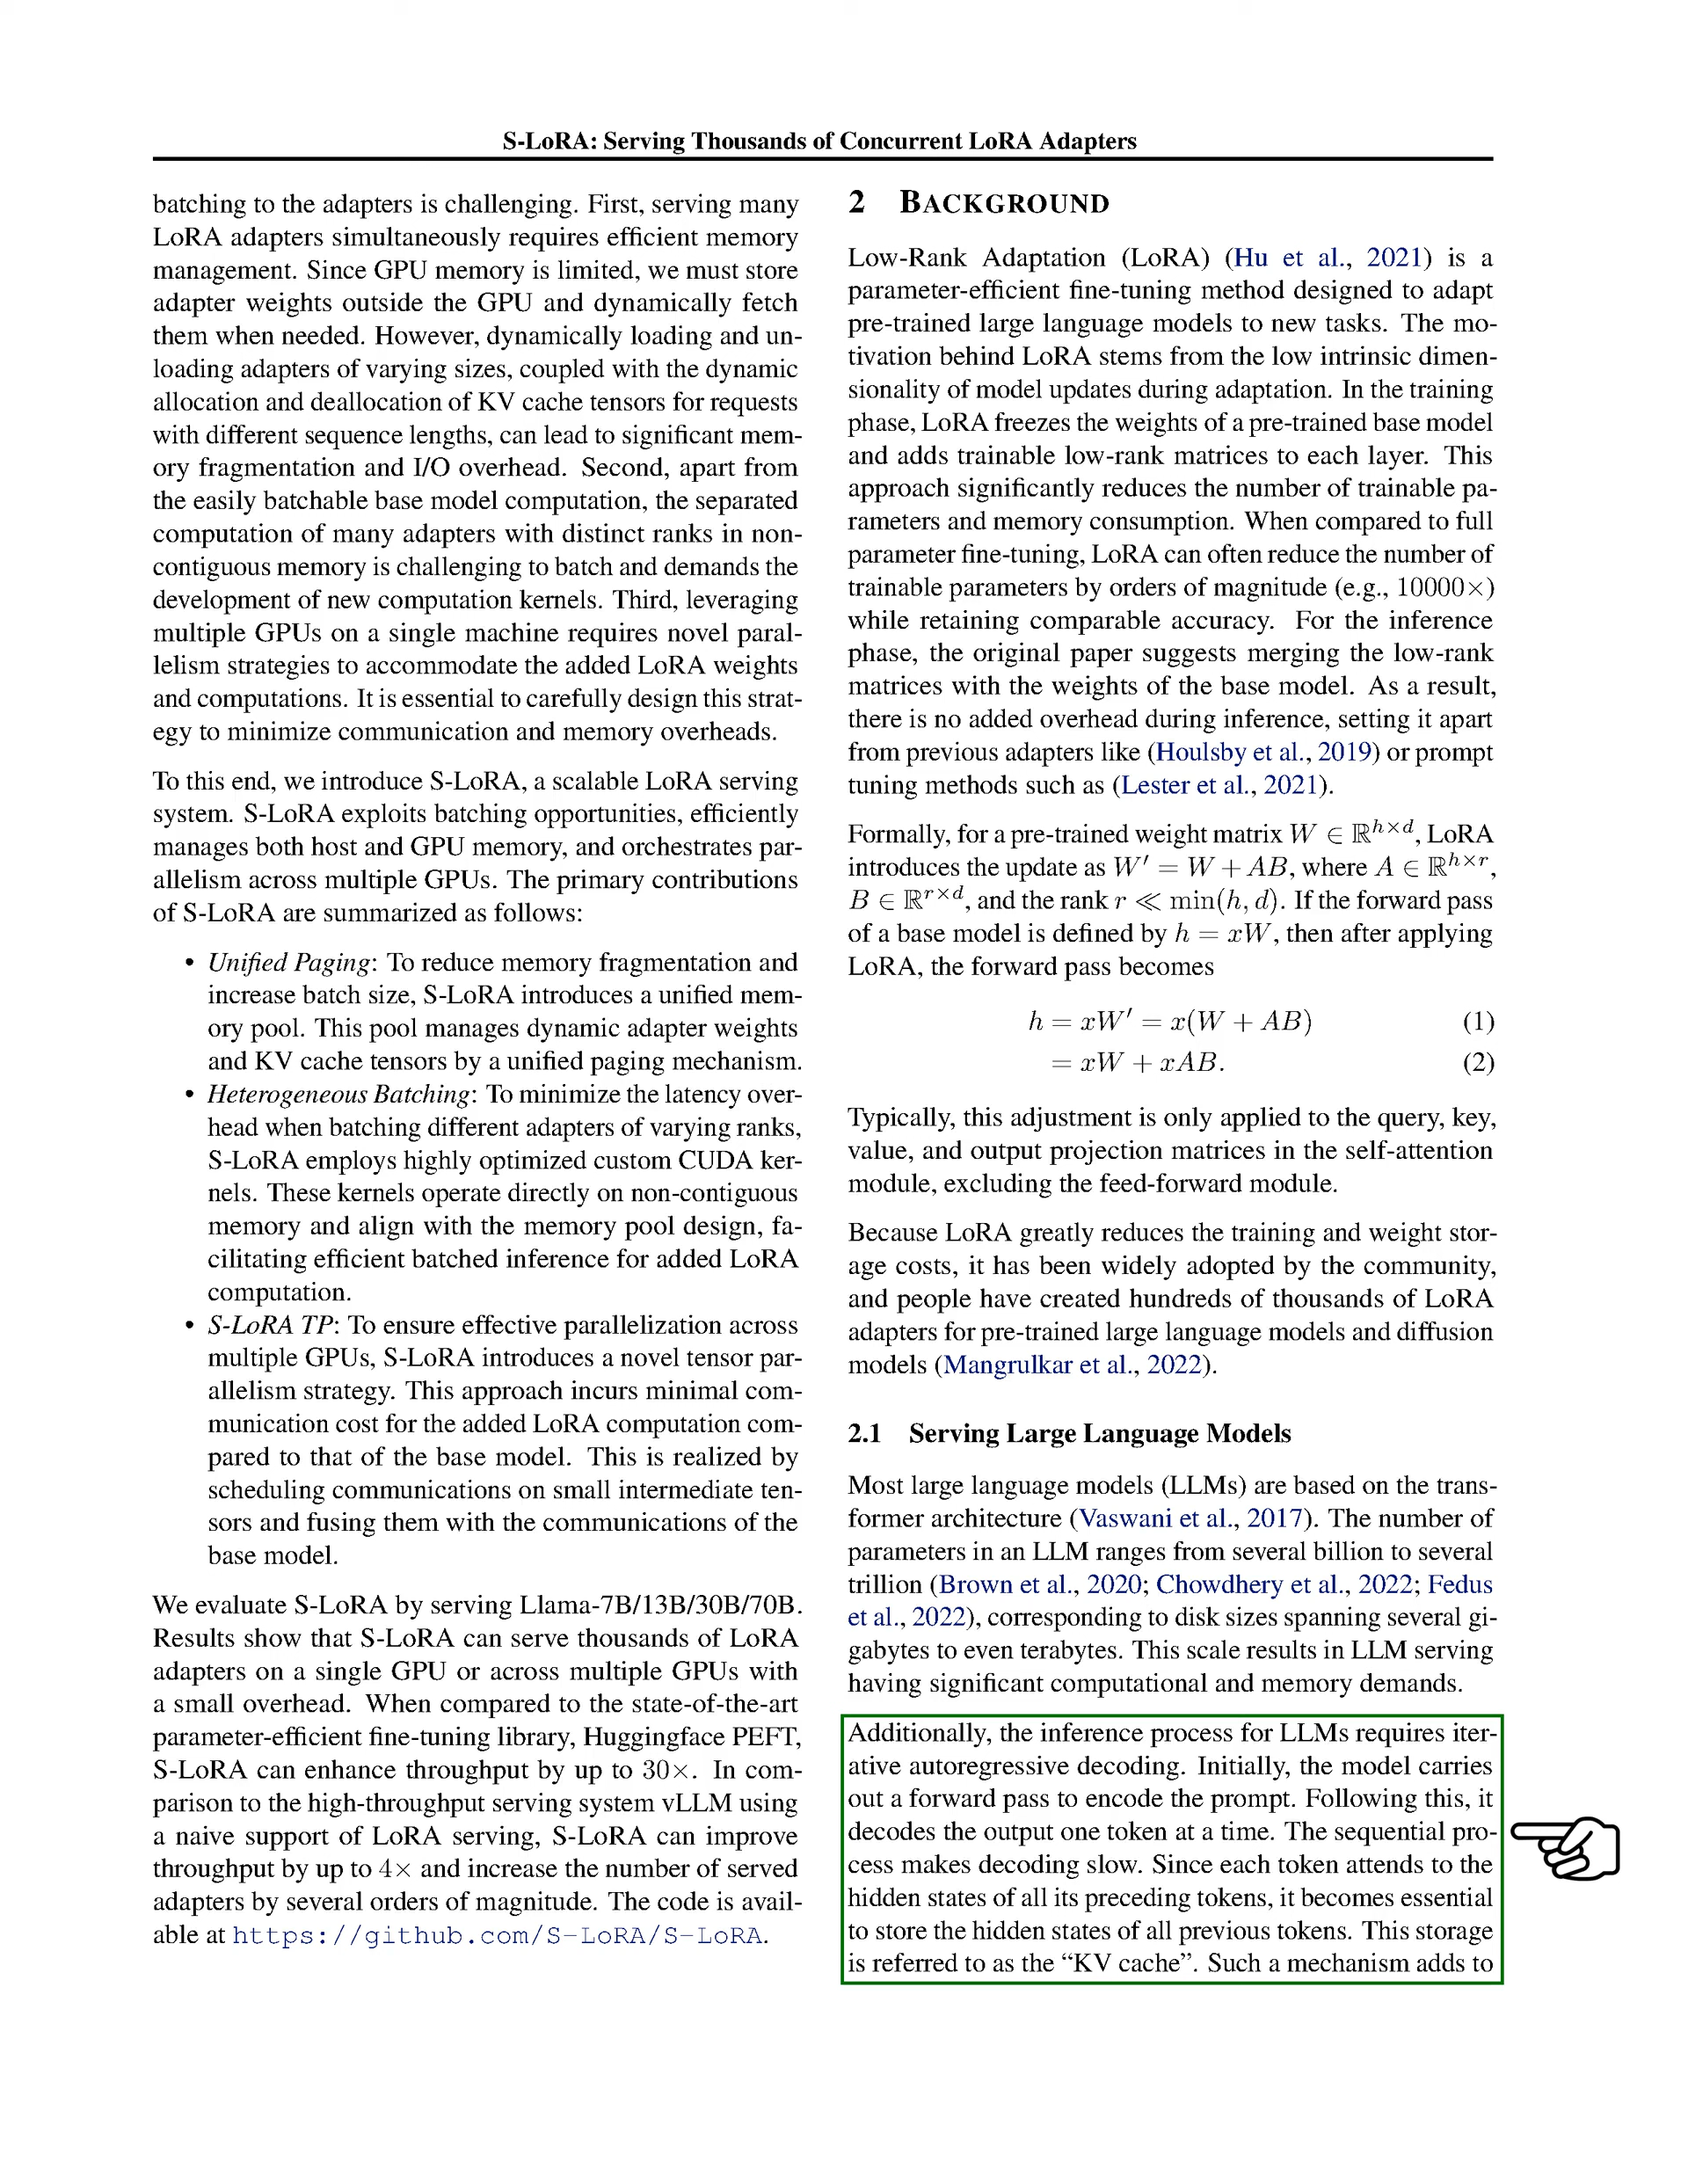 S-LoRA: Serving Thousands of Concurrent LoRA Adapters
batching to the adapters is challenging. First, serving many
LoRA adapters simultaneously requires efficient memory
management. Since GPU memory is limited, we must store
adapter weights outside the GPU and dynamically fetch
them when needed. However, dynamically loading and un-
loading adapters of varying sizes, coupled with the dynamic
allocation and deallocation of KV cache tensors for requests
with different sequence lengths, can lead to significant mem-
ory fragmentation and I/O overhead. Second, apart from
the easily batchable base model computation, the separated
computation of many adapters with distinct ranks in non-
contiguous memory is challenging to batch and demands the
development of new computation kernels. Third, leveraging
multiple GPUs on a single machine requires novel paral-
lelism strategies to accommodate the added LoRA weights
and computations. It is essential to carefully design this strat-
egy to minimize communication and memory overheads.
To this end, we introduce S-LoRA, a scalable LoRA serving
system. S-LoRA exploits batching opportunities, efficiently
manages both host and GPU memory, and orchestrates par-
allelism across multiple GPUs. The primary contributions
of S-LoRA are summarized as follows:
• Unified Paging: To reduce memory fragmentation and
increase batch size, S-LoRA introduces a unified mem-
ory pool. This pool manages dynamic adapter weights
and KV cache tensors by a unified paging mechanism.
• Heterogeneous Batching: To minimize the latency over-
head when batching different adapters of varying ranks,
S-LoRA employs highly optimized custom CUDA ker-
nels. These kernels operate directly on non-contiguous
memory and align with the memory pool design, fa-
cilitating efficient batched inference for added LoRA
computation.
• S-LoRA TP: To ensure effective parallelization across
multiple GPUs, S-LoRA introduces a novel tensor par-
allelism strategy. This approach incurs minimal com-
munication cost for the added LoRA computation com-
pared to that of the base model. This is realized by
scheduling communications on small intermediate ten-
sors and fusing them with the communications of the
base model.
We evaluate S-LoRA by serving Llama-7B/13B/30B/70B.
Results show that S-LoRA can serve thousands of LoRA
adapters on a single GPU or across multiple GPUs with
a small overhead. When compared to the state-of-the-art
parameter-efficient fine-tuning library, Huggingface PEFT,
S-LoRA can enhance throughput by up to 30×. In com-
parison to the high-throughput serving system vLLM using
a naive support of LoRA serving, S-LoRA can improve
throughput by up to 4× and increase the number of served
adapters by several orders of magnitude. The code is avail-
able at https://github.com/S-LoRA/S-LoRA.
2 BACKGROUND
Low-Rank Adaptation (LoRA) (Hu et al., 2021) is a
parameter-efficient fine-tuning method designed to adapt
pre-trained large language models to new tasks. The mo-
tivation behind LoRA stems from the low intrinsic dimen-
sionality of model updates during adaptation. In the training
phase, LoRA freezes the weights of a pre-trained base model
and adds trainable low-rank matrices to each layer. This
approach significantly reduces the number of trainable pa-
rameters and memory consumption. When compared to full
parameter fine-tuning, LoRA can often reduce the number of
trainable parameters by orders of magnitude (e.g., 10000×)
while retaining comparable accuracy. For the inference
phase, the original paper suggests merging the low-rank
matrices with the weights of the base model. As a result,
there is no added overhead during inference, setting it apart
from previous adapters like (Houlsby et al., 2019) or prompt
tuning methods such as (Lester et al., 2021).
Formally, for a pre-trained weight matrix W ∈ ℝ^{h×d}, LoRA
introduces the update as W′ = W + AB, where A ∈ ℝ^{h×r},
B ∈ ℝ^{r×d}, and the rank r ≪ min(h, d). If the forward pass
of a base model is defined by h = xW, then after applying
LoRA, the forward pass becomes
h = xW′ = x(W + AB) (1)
= xW + xAB. (2)
Typically, this adjustment is only applied to the query, key,
value, and output projection matrices in the self-attention
module, excluding the feed-forward module.
Because LoRA greatly reduces the training and weight stor-
age costs, it has been widely adopted by the community,
and people have created hundreds of thousands of LoRA
adapters for pre-trained large language models and diffusion
models (Mangrulkar et al., 2022).
2.1 Serving Large Language Models
Most large language models (LLMs) are based on the trans-
former architecture (Vaswani et al., 2017). The number of
parameters in an LLM ranges from several billion to several
trillion (Brown et al., 2020; Chowdhery et al., 2022; Fedus
et al., 2022), corresponding to disk sizes spanning several gi-
gabytes to even terabytes. This scale results in LLM serving
having significant computational and memory demands.
Additionally, the inference process for LLMs requires iter-
ative autoregressive decoding. Initially, the model carries
out a forward pass to encode the prompt. Following this, it
decodes the output one token at a time. The sequential pro-
cess makes decoding slow. Since each token attends to the
hidden states of all its preceding tokens, it becomes essential
to store the hidden states of all previous tokens. This storage
is referred to as the “KV cache”. Such a mechanism adds to